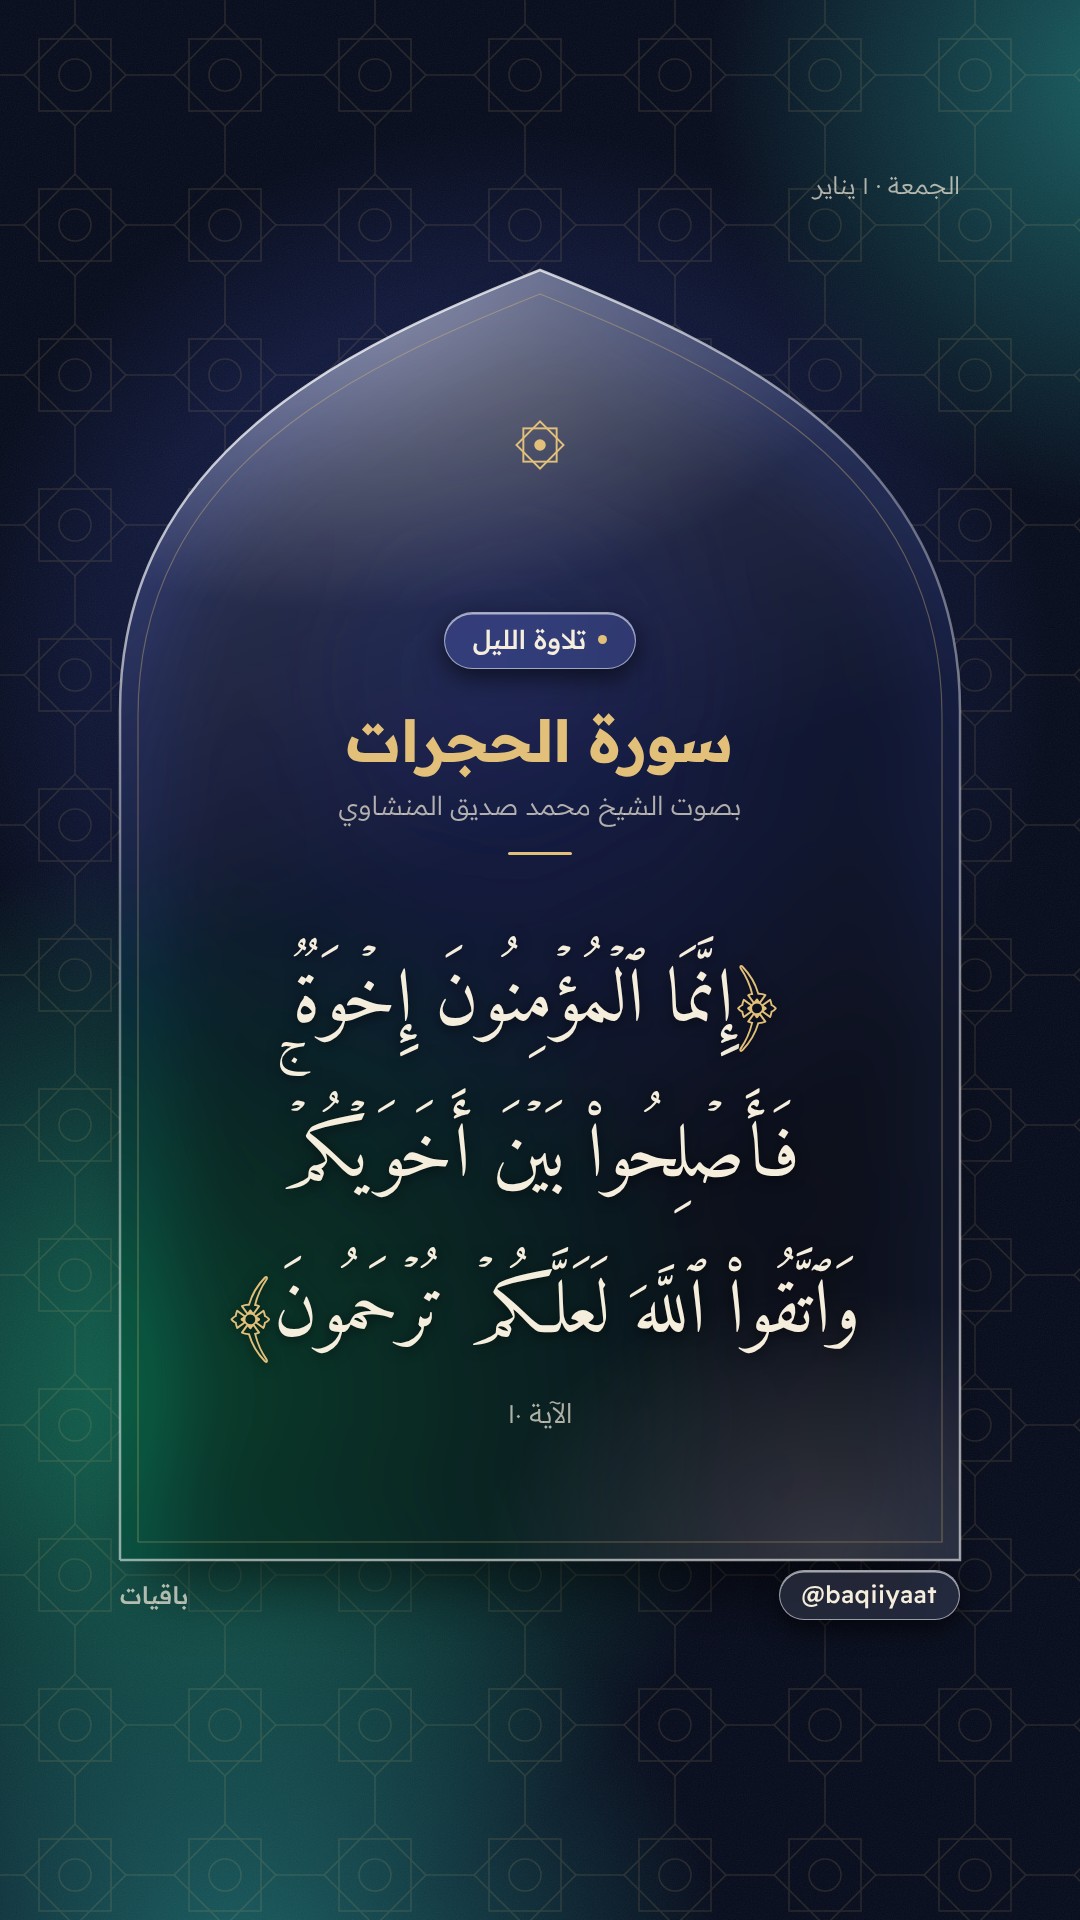 الجمعة · ١ يناير
تلاوة الليل
سورة الحجرات
بصوت الشيخ محمد صديق المنشاوي
﴿إِنَّمَا ٱلۡمُؤۡمِنُونَ إِخۡوَةٞ
فَأَصۡلِحُواْ بَيۡنَ أَخَوَيۡكُمۡۚ
وَٱتَّقُواْ ٱللَّهَ لَعَلَّكُمۡ تُرۡحَمُونَ﴾
الآية ١٠
@baqiiyaat
باقيات